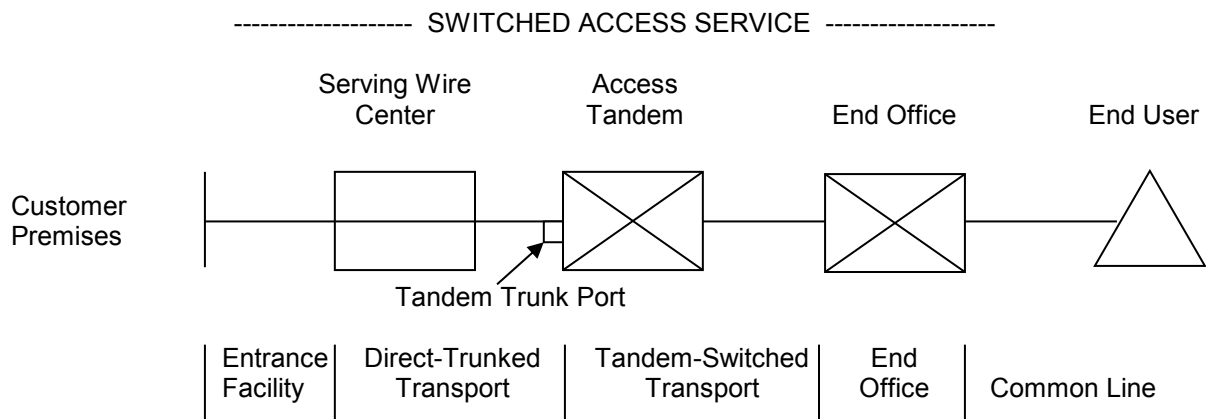 ------------------- SWITCHED ACCESS SERVICE -------------------
Serving Wire Center
Access Tandem
End Office
End User
Customer Premises
Tandem Trunk Port
Entrance Facility
Direct-Trunked Transport
Tandem-Switched Transport
End Office
Common Line